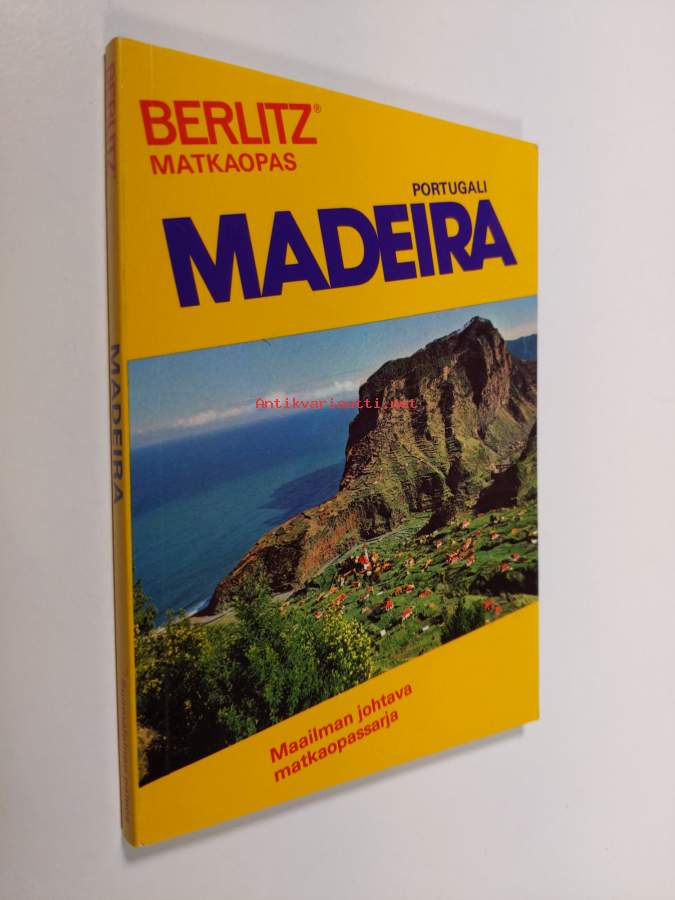 BERLITZ®
MATKAOPAS
PORTUGALI
MADEIRA
Antikvariaatti.net
Maailman johtava
matkaopassarja
BERLITZ
MADEIRA